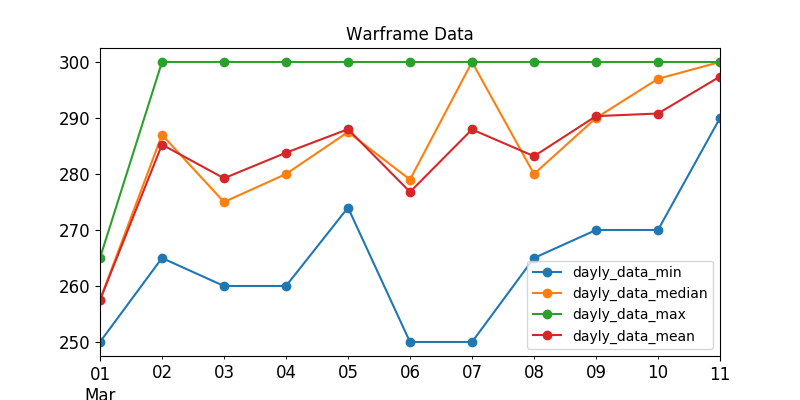 Warframe Data
300
290
280
270
260
250
dayly_data_min
dayly_data_median
dayly_data_max
dayly_data_mean
01 02 03 04 05 06 07 08 09 10 11
Mar